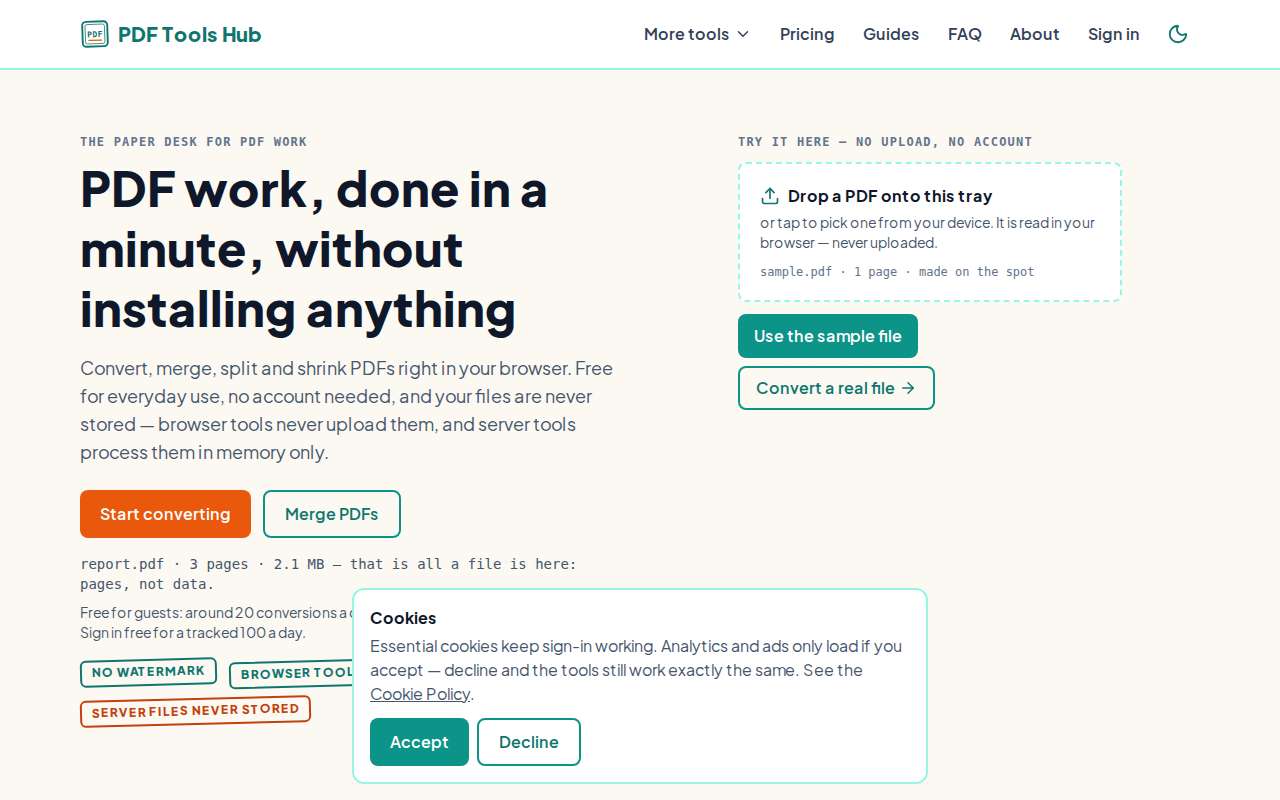 PDF
PDF Tools Hub
More tools
Pricing
Guides
FAQ
About
Sign in
THE PAPER DESK FOR PDF WORK
PDF work, done in a
minute, without
installing anything
Convert, merge, split and shrink PDFs right in your browser. Free
for everyday use, no account needed, and your files are never
stored — browser tools never upload them, and server tools
process them in memory only.
Start converting
Merge PDFs
report.pdf · 3 pages · 2.1 MB — that is all a file is here:
pages, not data.
Free for guests: around 20 conversions a
Sign in free for a tracked 100 a day.
NO WATERMARK
BROWSER TOOL
SERVER FILES NEVER STORED
TRY IT HERE — NO UPLOAD, NO ACCOUNT
Drop a PDF onto this tray
or tap to pick one from your device. It is read in your
browser — never uploaded.
sample.pdf · 1 page · made on the spot
Use the sample file
Convert a real file →
Cookies
Essential cookies keep sign-in working. Analytics and ads only load if you
accept — decline and the tools still work exactly the same. See the
Cookie Policy.
Accept
Decline